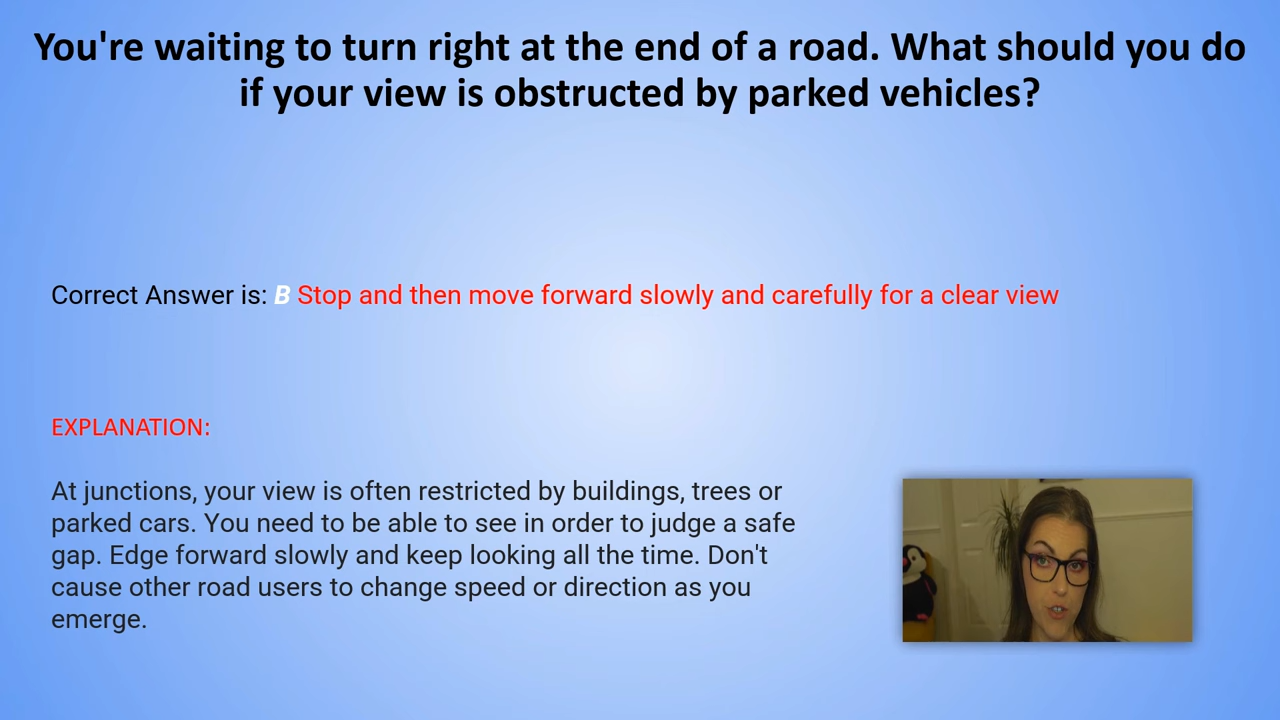 You're waiting to turn right at the end of a road. What should you do
if your view is obstructed by parked vehicles?
Correct Answer is: B Stop and then move forward slowly and carefully for a clear view
EXPLANATION:
At junctions, your view is often restricted by buildings, trees or
parked cars. You need to be able to see in order to judge a safe
gap. Edge forward slowly and keep looking all the time. Don't
cause other road users to change speed or direction as you
emerge.